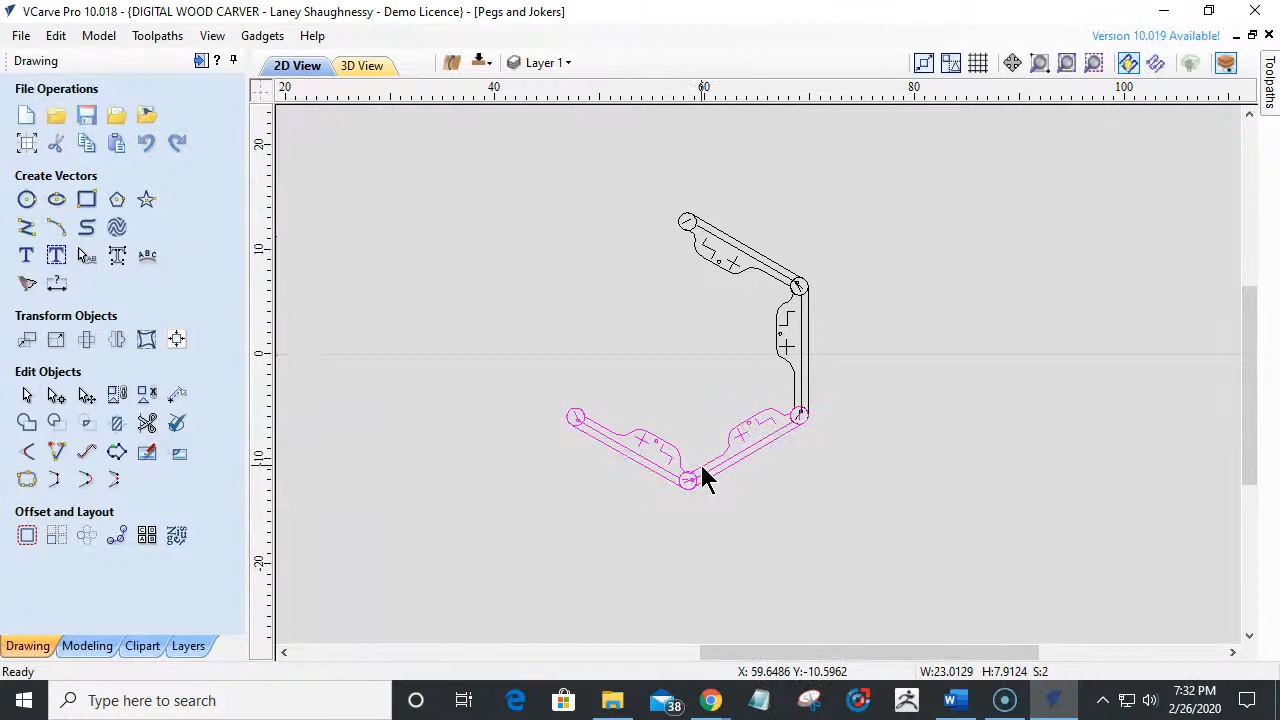 VCarve Pro 10.018 - {DIGITAL WOOD CARVER - Laney Shaughnessy - Demo Licence} - [Pegs and Jokers]
File Edit Model Toolpaths View Gadgets Help
Version 10.019 Available!
Drawing
2D View 3D View
Layer 1
Toolpaths
File Operations
20 40 60 80 100
20
10
0
-10
-20
Create Vectors
Transform Objects
Edit Objects
Offset and Layout
Drawing Modeling Clipart Layers
Ready
X: 59.6486 Y:-10.5962
W:23.0129 H:7.9124 S:2
Type here to search
38
7:32 PM
2/26/2020